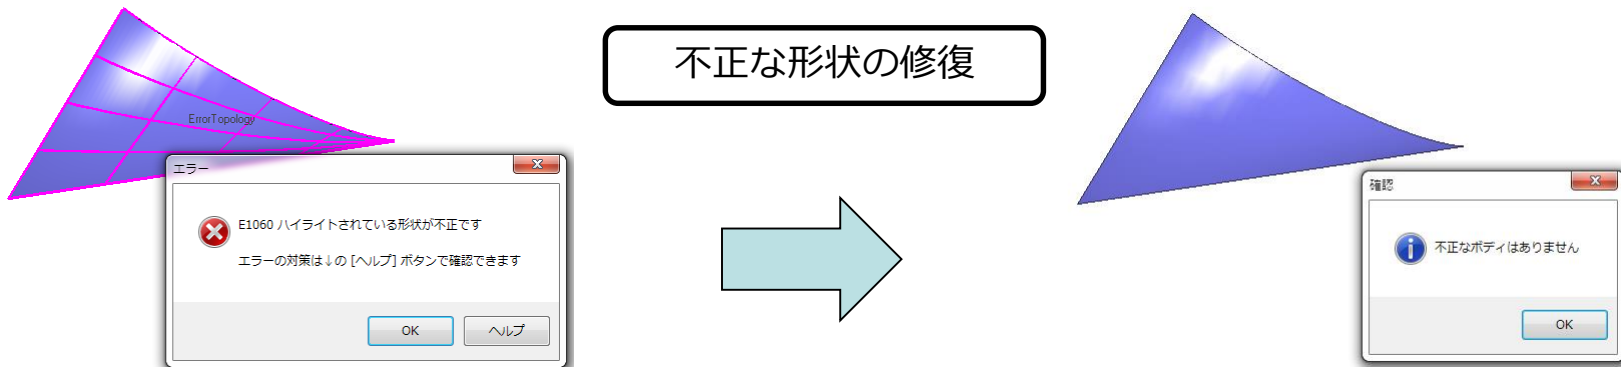 不正な形状の修復
ErrorTopology
エラー
E1060 ハイライトされている形状が不正です
エラーの対策は↓の [ヘルプ] ボタンで確認できます
OK
ヘルプ
確認
不正なボディはありません
OK